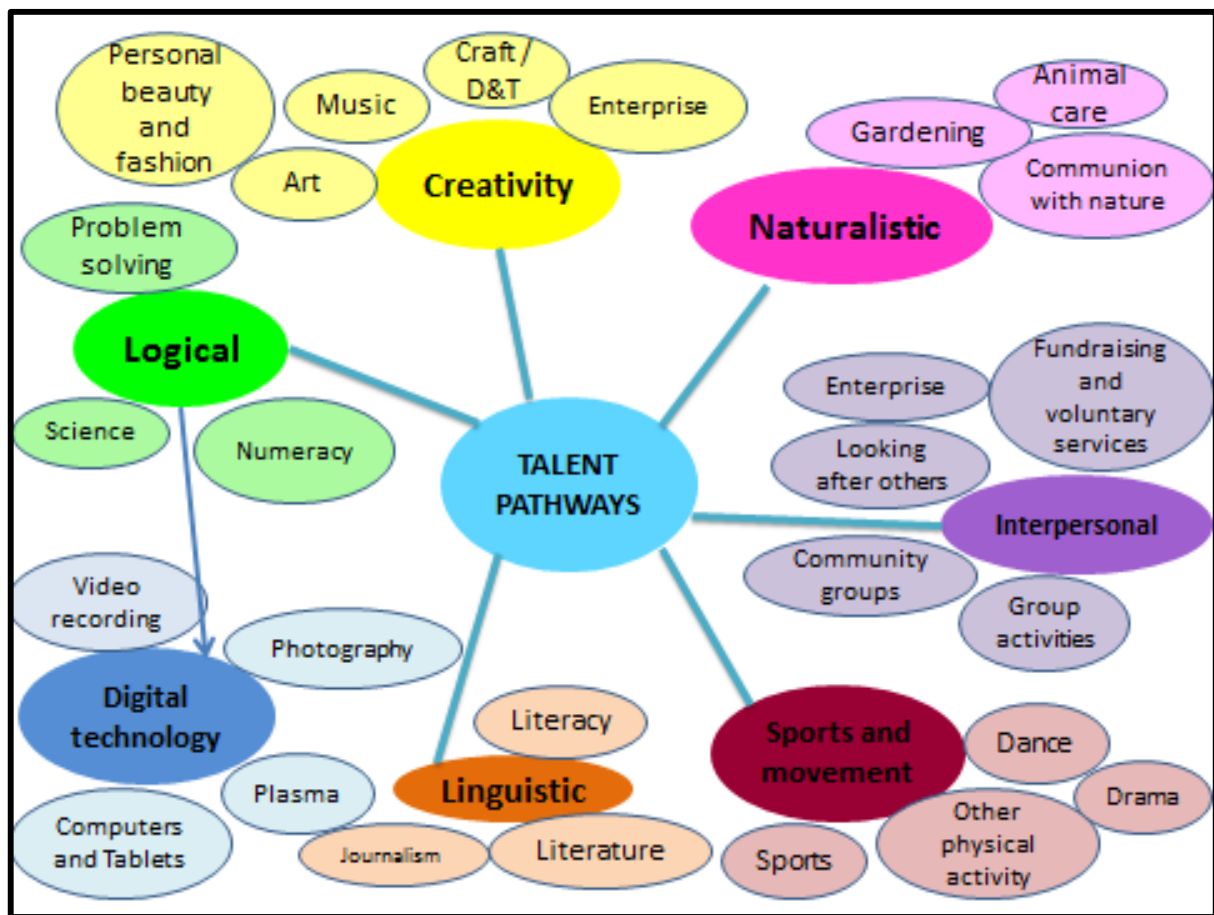 Personal
beauty
and
fashion
Music
Craft /
D&T
Enterprise
Art
Creativity
Animal
care
Gardening
Communion
with nature
Naturalistic
Problem
solving
Logical
Science
Numeracy
TALENT
PATHWAYS
Enterprise
Fundraising
and
voluntary
services
Looking
after others
Interpersonal
Community
groups
Group
activities
Video
recording
Photography
Digital
technology
Plasma
Computers
and Tablets
Literacy
Linguistic
Journalism
Literature
Sports and
movement
Dance
Drama
Other
physical
activity
Sports